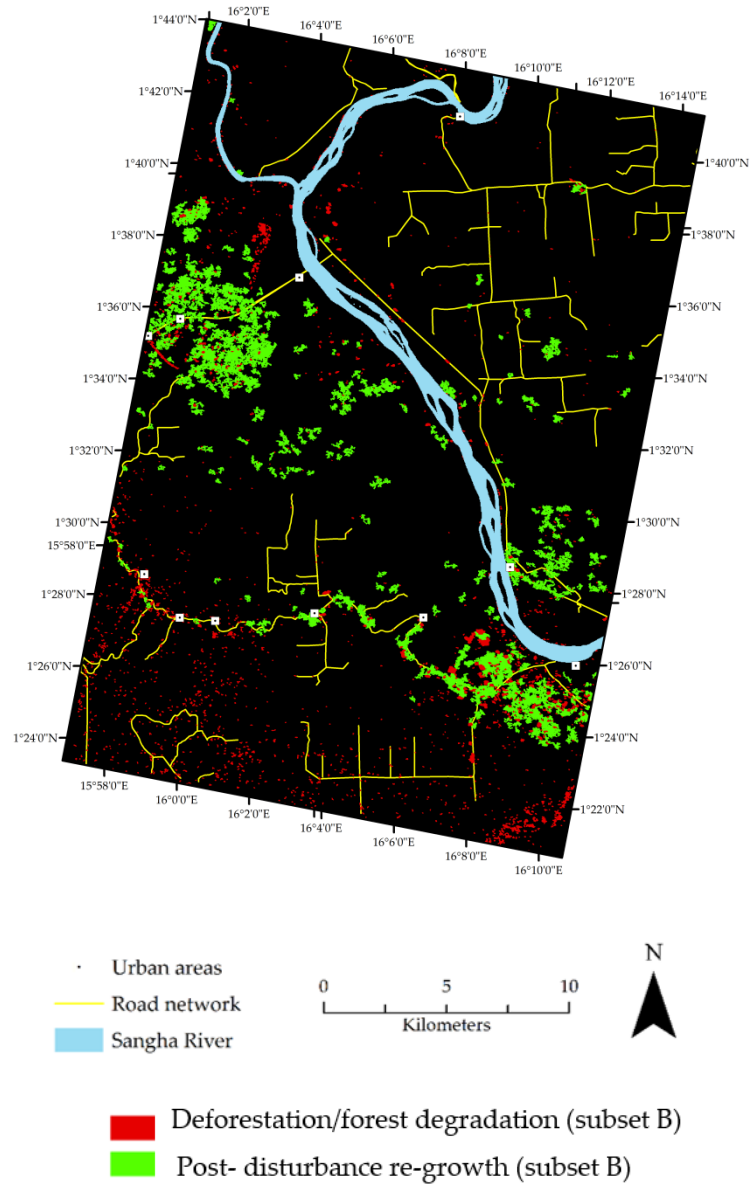 1°44'0"N
16°2'0"E
16°4'0"E
16°6'0"E
16°8'0"E
16°10'0"E
16°12'0"E
16°14'0"E
1°42'0"N
1°40'0"N
1°40'0"N
1°38'0"N
1°38'0"N
1°36'0"N
1°36'0"N
1°34'0"N
1°34'0"N
1°32'0"N
1°32'0"N
1°30'0"N
1°30'0"N
15°58'0"E
1°28'0"N
1°28'0"N
1°26'0"N
1°26'0"N
1°24'0"N
1°24'0"N
1°22'0"N
15°58'0"E
16°0'0"E
16°2'0"E
16°4'0"E
16°6'0"E
16°8'0"E
16°10'0"E
Urban areas
Road network
Sangha River
0 5 10
Kilometers
N
Deforestation/forest degradation (subset B)
Post- disturbance re-growth (subset B)